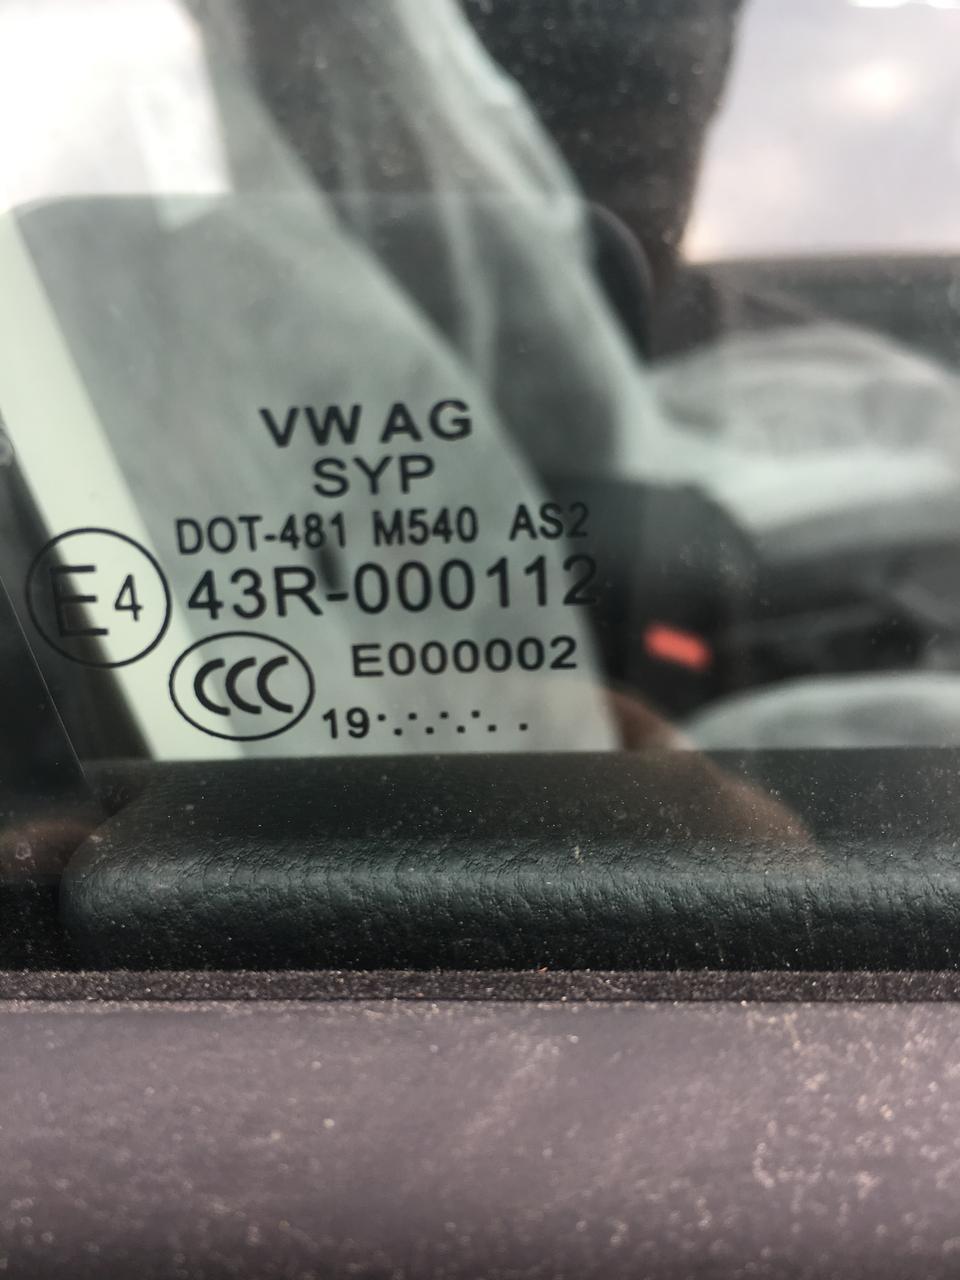 VW AG
SYP
DOT-481 M540 AS2
E4 43R-000112
CCC E000002
19